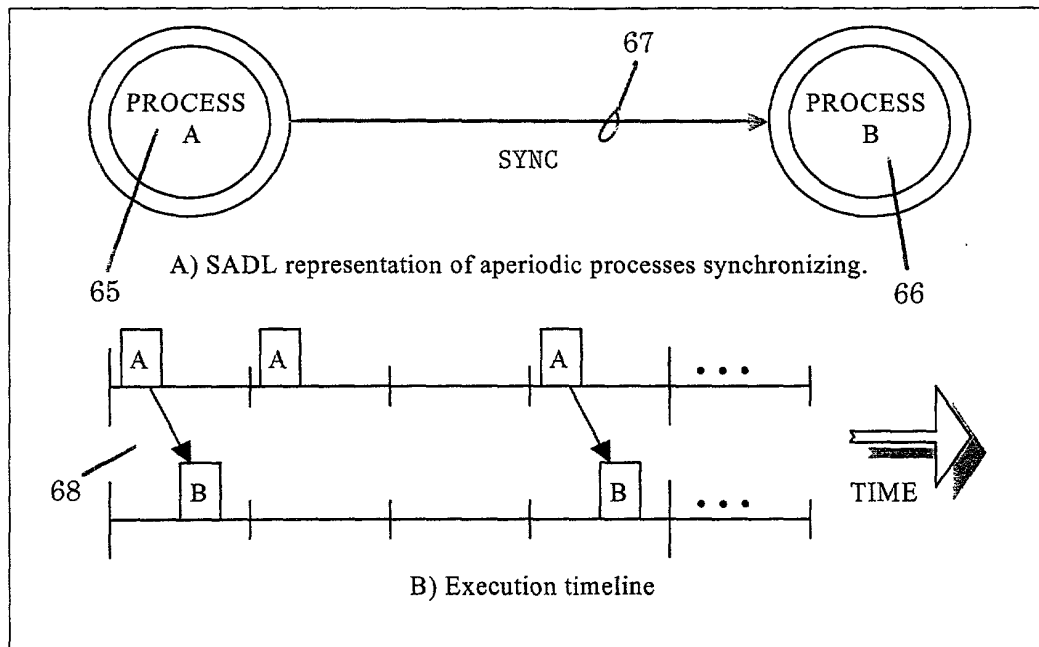 67
PROCESS
A
PROCESS
B
SYNC
A) SADL representation of aperiodic processes synchronizing.
65
66
A
A
A
• • •
68
B
B
• • •
TIME
B) Execution timeline